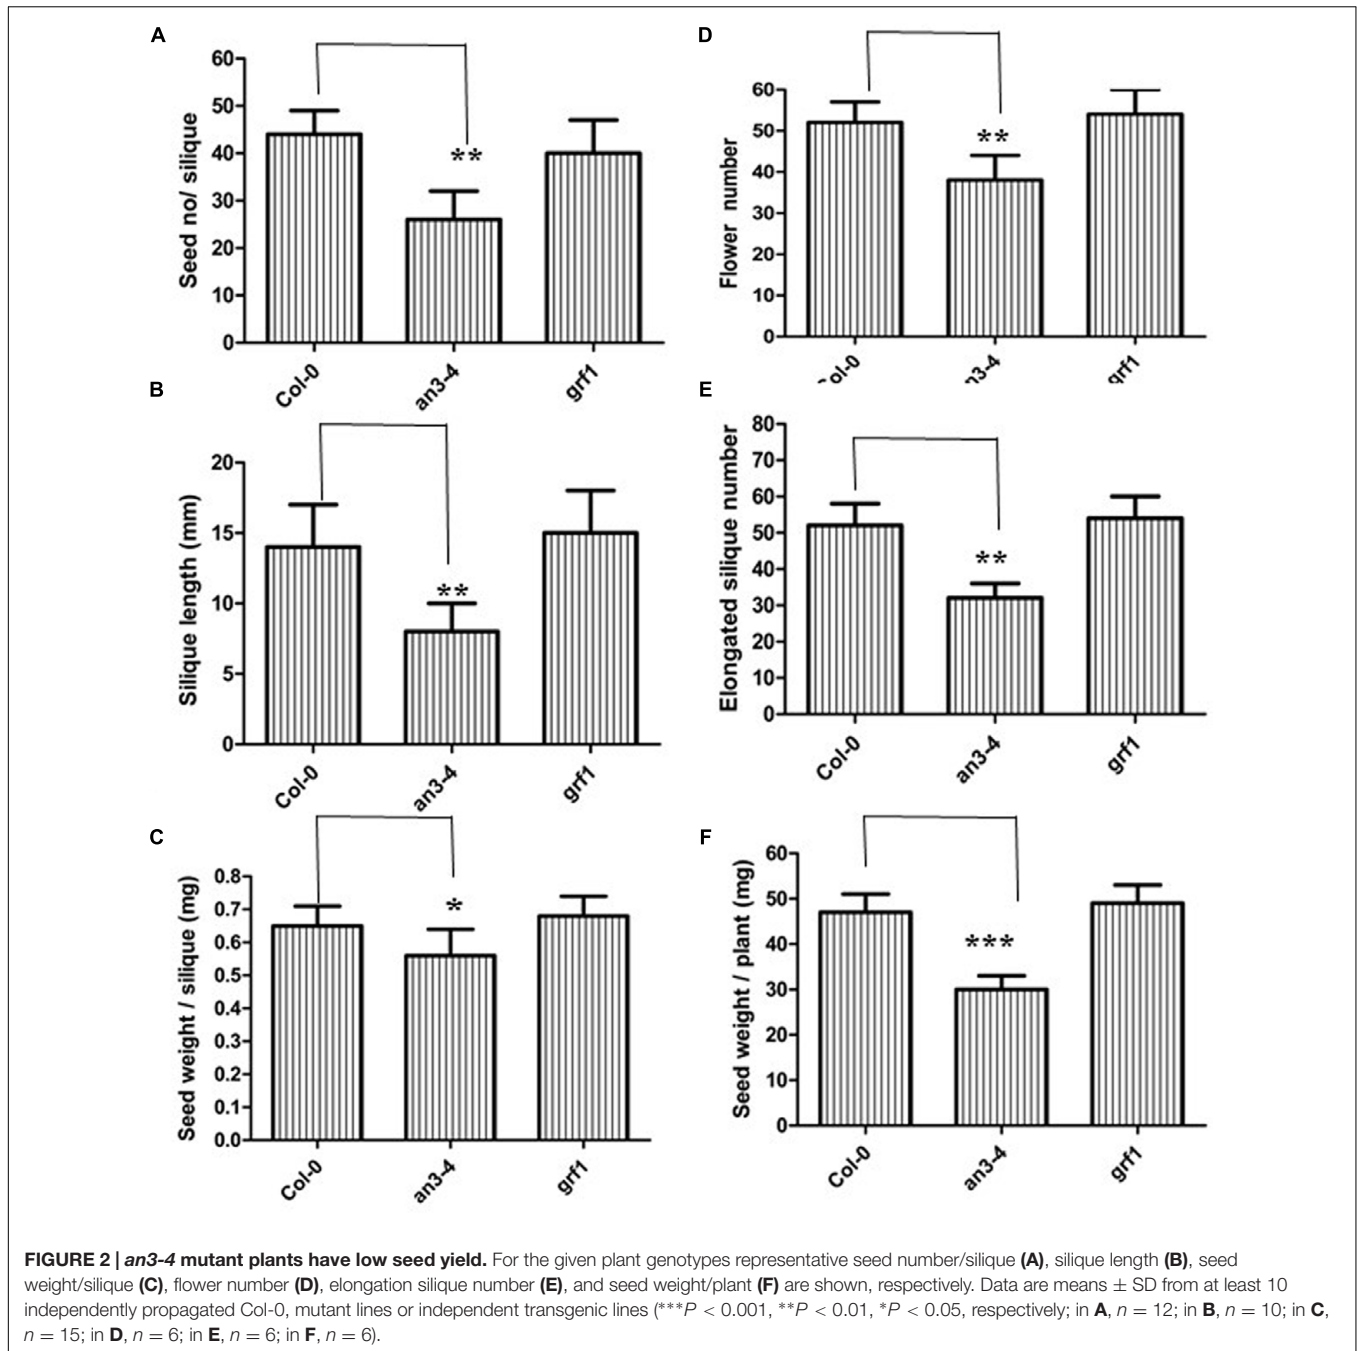 A
60
50
40
30
20
10
0
Seed no/ silique
**
Col-0
an3-4
grf1
B
20
15
10
5
0
Silique length (mm)
**
Col-0
an3-4
grf1
C
0.8
0.7
0.6
0.5
0.4
0.3
0.2
0.1
0.0
Seed weight / silique (mg)
*
Col-0
an3-4
grf1
D
60
50
40
30
20
10
0
Flower number
**
Col-0
n3-4
grf1
E
80
70
60
50
40
30
20
10
0
Elongated silique number
**
Col-0
an3-4
grf1
F
60
50
40
30
20
10
0
Seed weight / plant (mg)
***
Col-0
an3-4
grf1
FIGURE 2 | an3-4 mutant plants have low seed yield. For the given plant genotypes representative seed number/silique (A), silique length (B), seed
weight/silique (C), flower number (D), elongation silique number (E), and seed weight/plant (F) are shown, respectively. Data are means ± SD from at least 10
independently propagated Col-0, mutant lines or independent transgenic lines (***P < 0.001, **P < 0.01, *P < 0.05, respectively; in A, n = 12; in B, n = 10; in C,
n = 15; in D, n = 6; in E, n = 6; in F, n = 6).